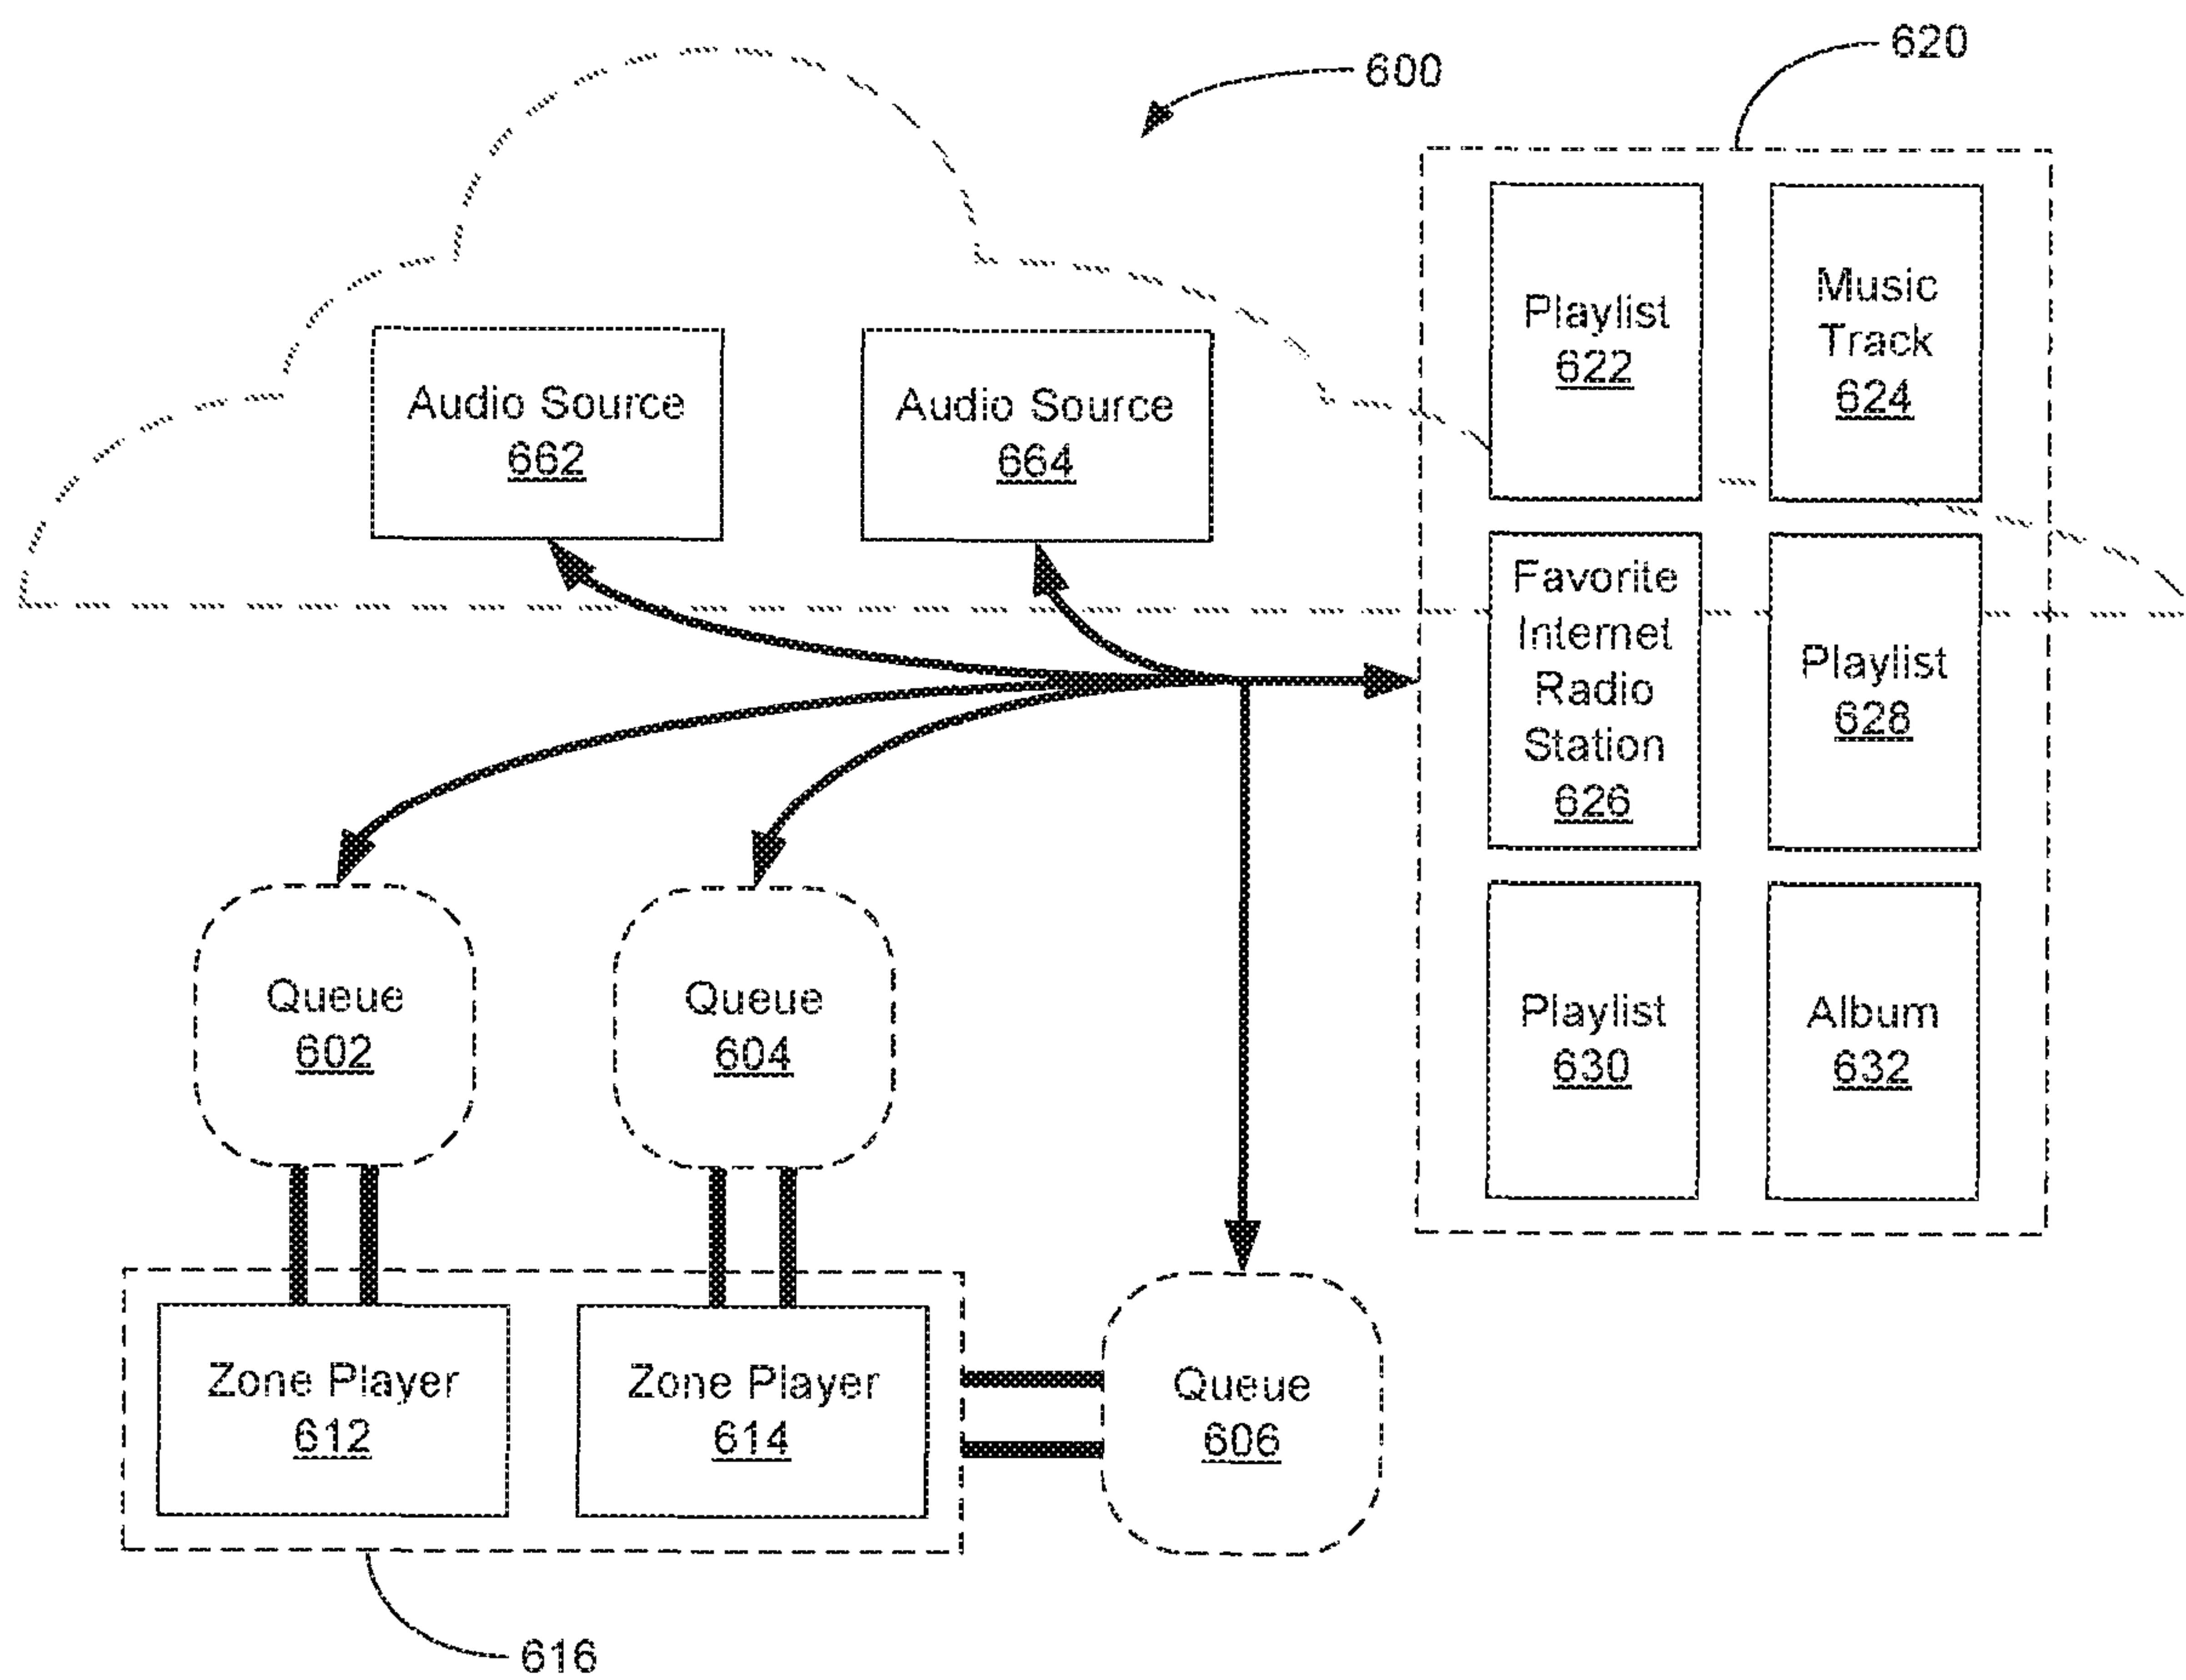 600
620
Playlist
622
Music
Track
624
Audio Source
662
Audio Source
664
Favorite
Internet
Radio
Station
626
Playlist
628
Queue
602
Queue
604
Playlist
630
Album
632
Zone Player
612
Zone Player
614
Queue
606
616